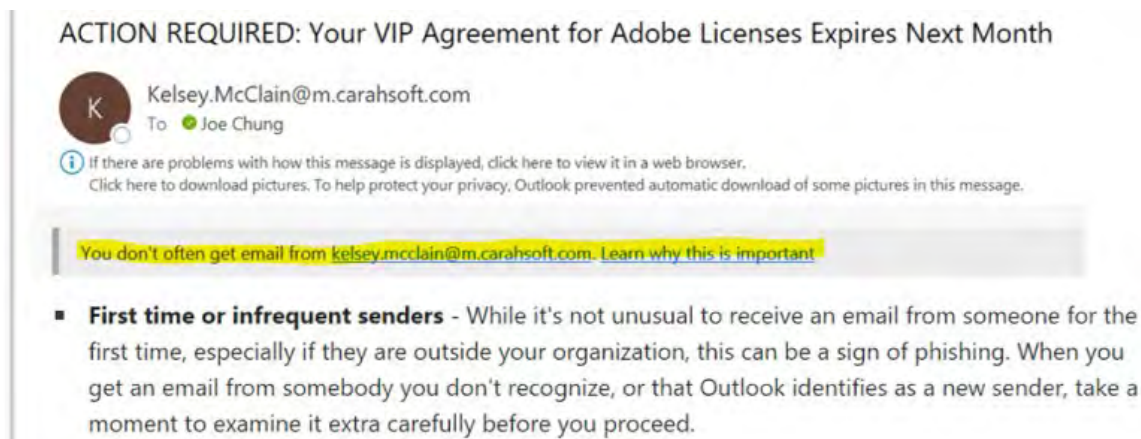 ACTION REQUIRED: Your VIP Agreement for Adobe Licenses Expires Next Month
K
Kelsey.McClain@m.carahsoft.com
To Joe Chung
If there are problems with how this message is displayed, click here to view it in a web browser.
Click here to download pictures. To help protect your privacy, Outlook prevented automatic download of some pictures in this message.
You don't often get email from kelsey.mcclain@m.carahsoft.com. Learn why this is important
▪ First time or infrequent senders - While it's not unusual to receive an email from someone for the
first time, especially if they are outside your organization, this can be a sign of phishing. When you
get an email from somebody you don't recognize, or that Outlook identifies as a new sender, take a
moment to examine it extra carefully before you proceed.